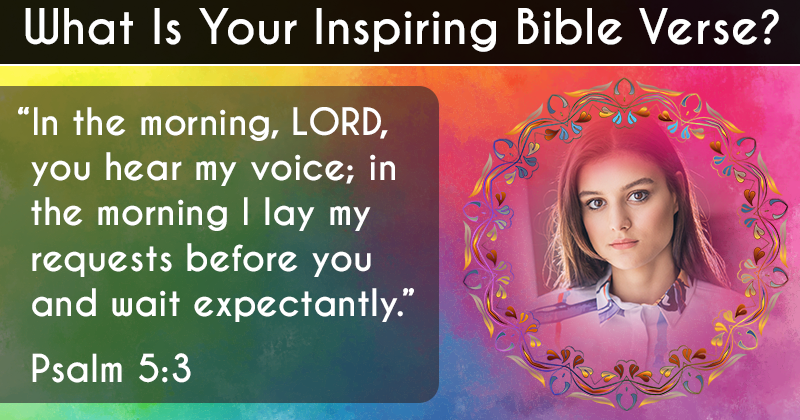 What Is Your Inspiring Bible Verse?
“In the morning, LORD,
you hear my voice; in
the morning I lay my
requests before you
and wait expectantly.”
Psalm 5:3